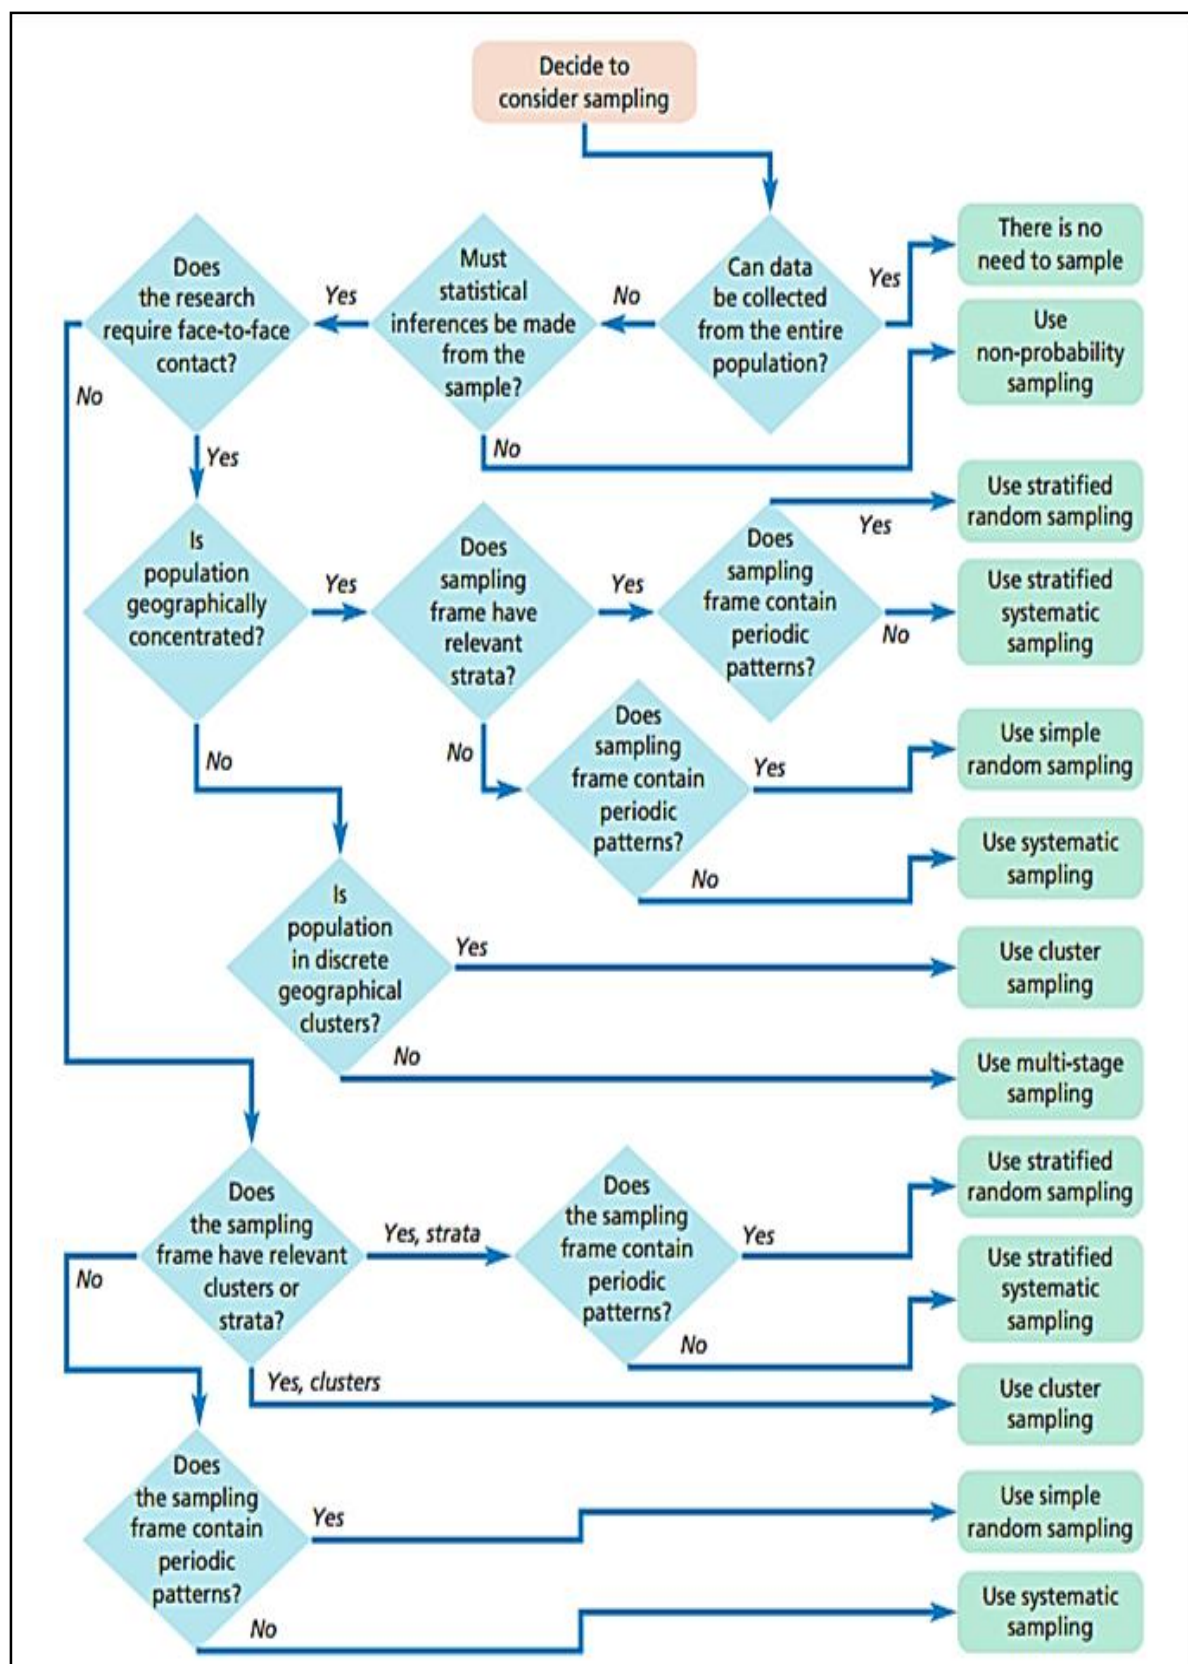 Decide to
consider sampling
Does
the research
require face-to-face
contact?
Yes
Must
statistical
inferences be made
from the
sample?
No
Can data
be collected
from the entire
population?
Yes
There is no
need to sample
Use
non-probability
sampling
No
No
Yes
Is
population
geographically
concentrated?
Yes
Does
sampling
frame have
relevant
strata?
Yes
Does
sampling
frame contain
periodic
patterns?
Yes
Use stratified
random sampling
No
Use stratified
systematic
sampling
No
No
Does
sampling
frame contain
periodic
patterns?
Yes
Use simple
random sampling
No
Use systematic
sampling
Is
population
in discrete
geographical
clusters?
Yes
Use cluster
sampling
No
Use multi-stage
sampling
Does
the sampling
frame have relevant
clusters or
strata?
Yes, strata
Does
the sampling
frame contain
periodic
patterns?
Yes
Use stratified
random sampling
No
No
Use stratified
systematic
sampling
Yes, clusters
Use cluster
sampling
Does
the sampling
frame contain
periodic
patterns?
Yes
Use simple
random sampling
No
Use systematic
sampling